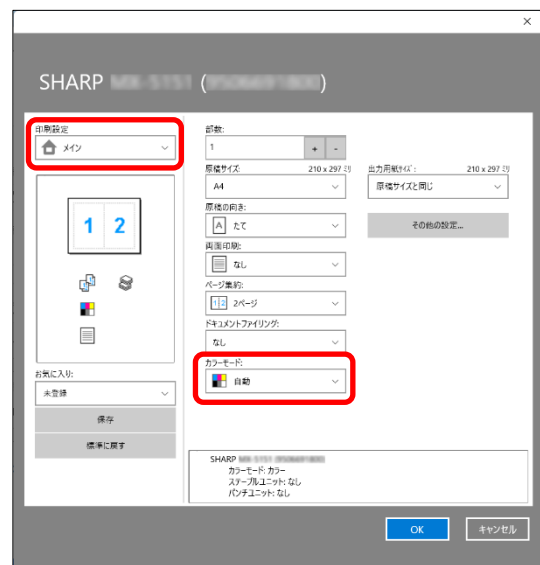 SHARP
印刷設定
メイン
1 2
お気に入り:
未登録
保存
標準に戻す
部数:
1 + -
原稿サイズ: 210 x 297 ミリ
A4
原稿の向き:
A たて
両面印刷:
なし
ページ集約:
1 2 2ページ
ドキュメントファイリング:
なし
カラーモード:
自動
出力用紙サイズ: 210 x 297 ミリ
原稿サイズと同じ
その他の設定...
SHARP
カラーモード: カラー
ステープルユニット: なし
パンチユニット: なし
OK キャンセル